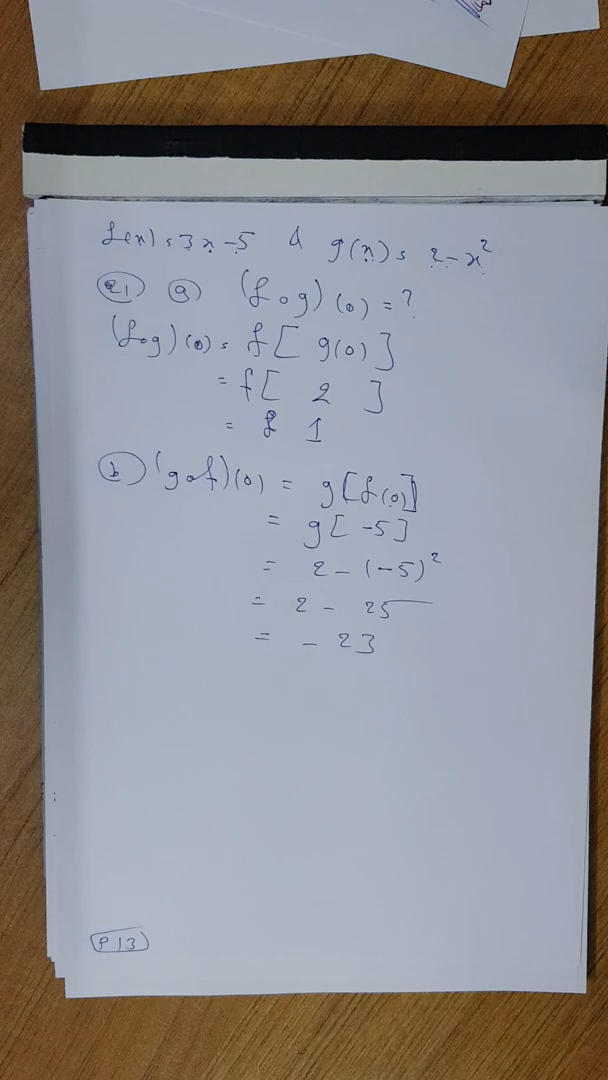 f(x) = 3x - 5 & g(x) = 2 - x²
21 a (fog)(0) = ?
(fog)(0) = f[ g(0) ]
= f[ 2 ]
= 1
b (gof)(0) = g[f(0)]
= g[ -5 ]
= 2 - (-5)²
= 2 - 25
= - 23
P 13